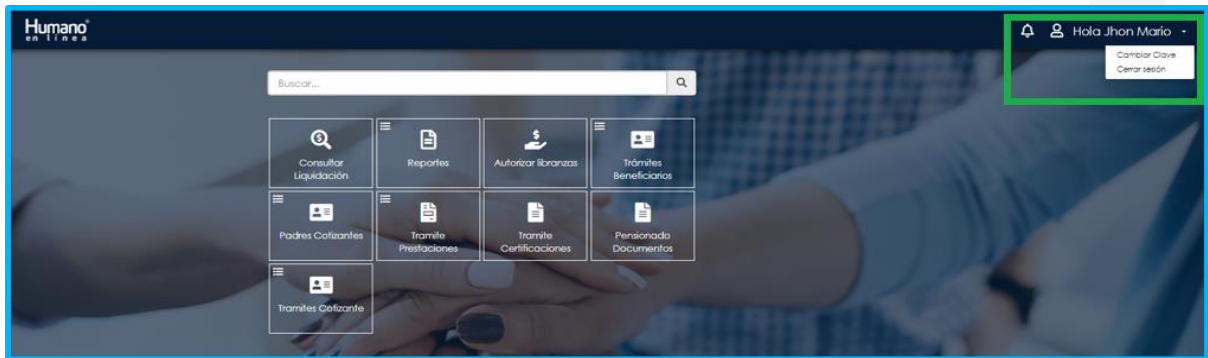 Humano
en línea
Hola Jhon Mario
Cambiar Clave
Cerrar sesión
Buscar...
Consultar
Liquidación
Reportes
Autorizar libranzas
Trámites
Beneficiarios
Padres Cotizantes
Tramite
Prestaciones
Tramite
Certificaciones
Pensionado
Documentos
Tramites Cotizante